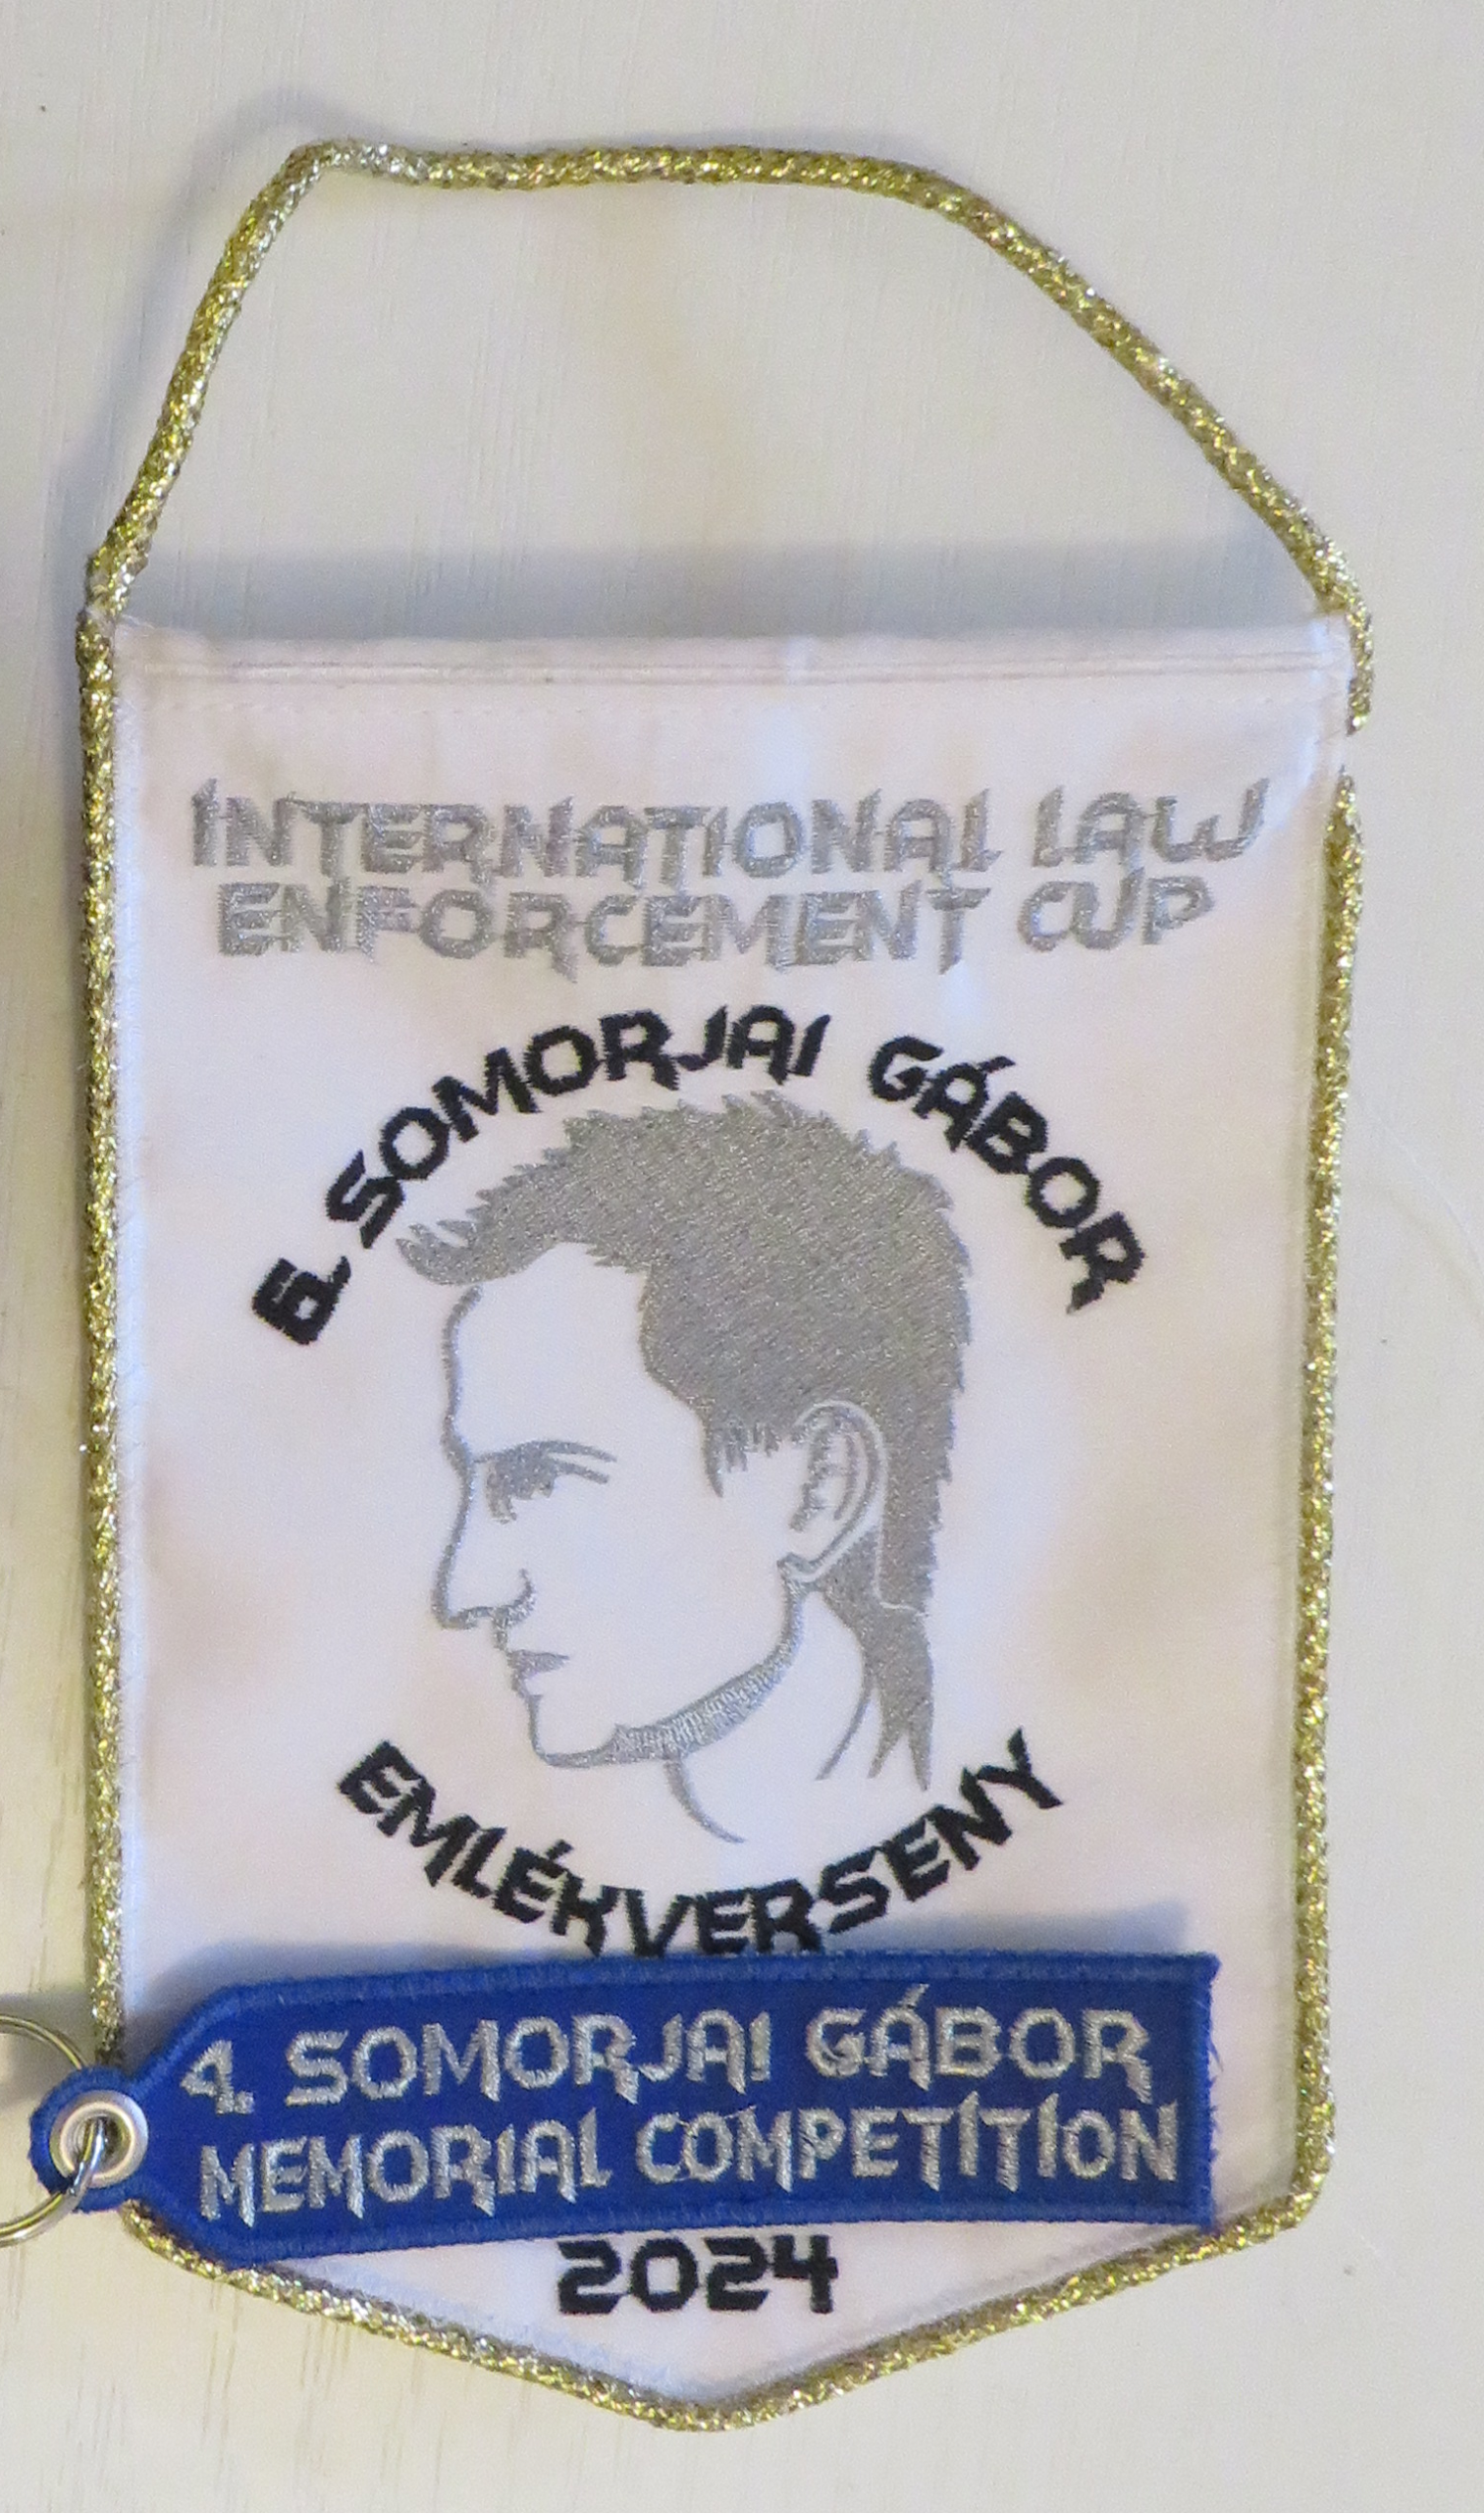 INTERNATIONAL LAW
ENFORCEMENT CUP
6. SOMORJAI GÁBOR
EMLÉKVERSENY
4. SOMORJAI GÁBOR
MEMORIAL COMPETITION
2024